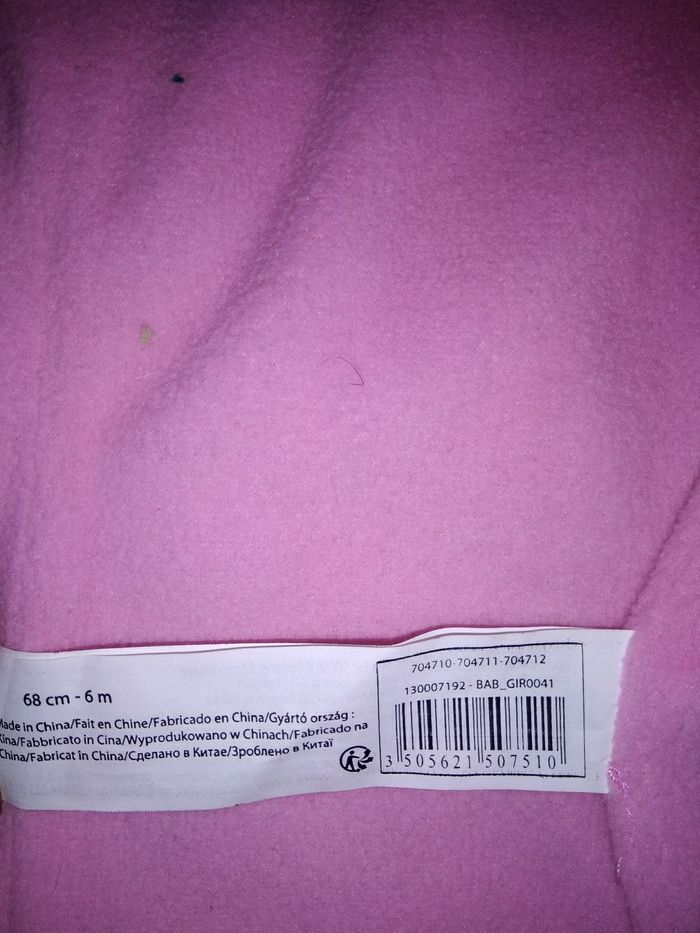 68 cm - 6 m
Made in China/Fait en Chine/Fabricado en China/Gyártó ország :
Kína/Fabbricato in Cina/Wyprodukowano w Chinach/Fabricado na
China/Fabricat în China/Сделано в Китае/Зроблено в Китаї
704710-704711-704712
130007192 - BAB_GIR0041
3 505621 507510